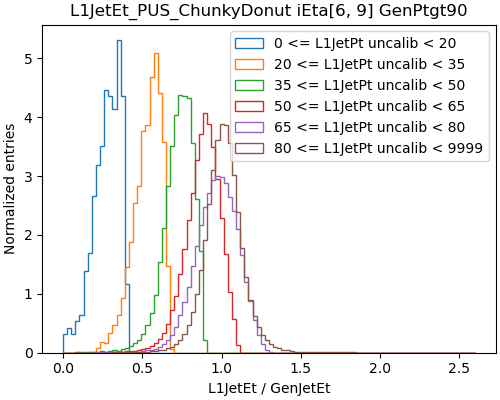 L1JetEt_PUS_ChunkyDonut iEta[6, 9] GenPtgt90
0 <= L1JetPt uncalib < 20
20 <= L1JetPt uncalib < 35
35 <= L1JetPt uncalib < 50
50 <= L1JetPt uncalib < 65
65 <= L1JetPt uncalib < 80
80 <= L1JetPt uncalib < 9999
Normalized entries
5
4
3
2
1
0
0.0 0.5 1.0 1.5 2.0 2.5
L1JetEt / GenJetEt